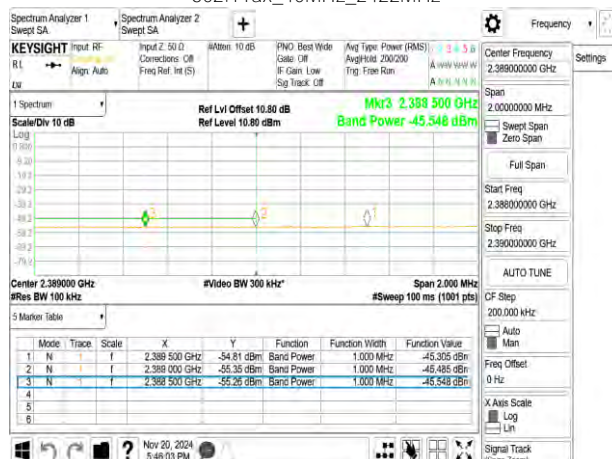 802.11ax_40MHz_2422MHz
Spectrum Analyzer 1
Swept SA
Spectrum Analyzer 2
Swept SA
+
Frequency
KEYSIGHT
Input: RF
Align: Auto
Input Z: 50 Ω
Corrections: Off
Freq Ref: Int (S)
#Atten: 10 dB
PNO: Best Wide
Gate: Off
IF Gain: Low
Sig Track: Off
Avg Type: Power (RMS)
Avg|Hold: 200/200
Trig: Free Run
Center Frequency
2.389000000 GHz
Settings
Span
2.00000000 MHz
Swept Span
Zero Span
Full Span
Start Freq
2.388000000 GHz
Stop Freq
2.390000000 GHz
AUTO TUNE
CF Step
200.000 kHz
Auto
Man
Freq Offset
0 Hz
X Axis Scale
Log
Lin
Signal Track
1 Spectrum
Scale/Div 10 dB
Ref Lvl Offset 10.80 dB
Ref Level 10.80 dBm
Mkr3 2.388 500 GHz
Band Power -45.548 dBm
Log
3
2
1
Center 2.389000 GHz
#Res BW 100 kHz
#Video BW 300 kHz*
Span 2.000 MHz
#Sweep 100 ms (1001 pts)
5 Marker Table
Mode Trace Scale X Y Function Function Width Function Value
1 N 1 f 2.389 500 GHz -54.81 dBm Band Power 1.000 MHz -45.305 dBm
2 N 1 f 2.389 000 GHz -55.35 dBm Band Power 1.000 MHz -45.485 dBm
3 N 1 f 2.388 500 GHz -55.26 dBm Band Power 1.000 MHz -45.548 dBm
4
5
6
Nov 20, 2024
5:46:03 PM